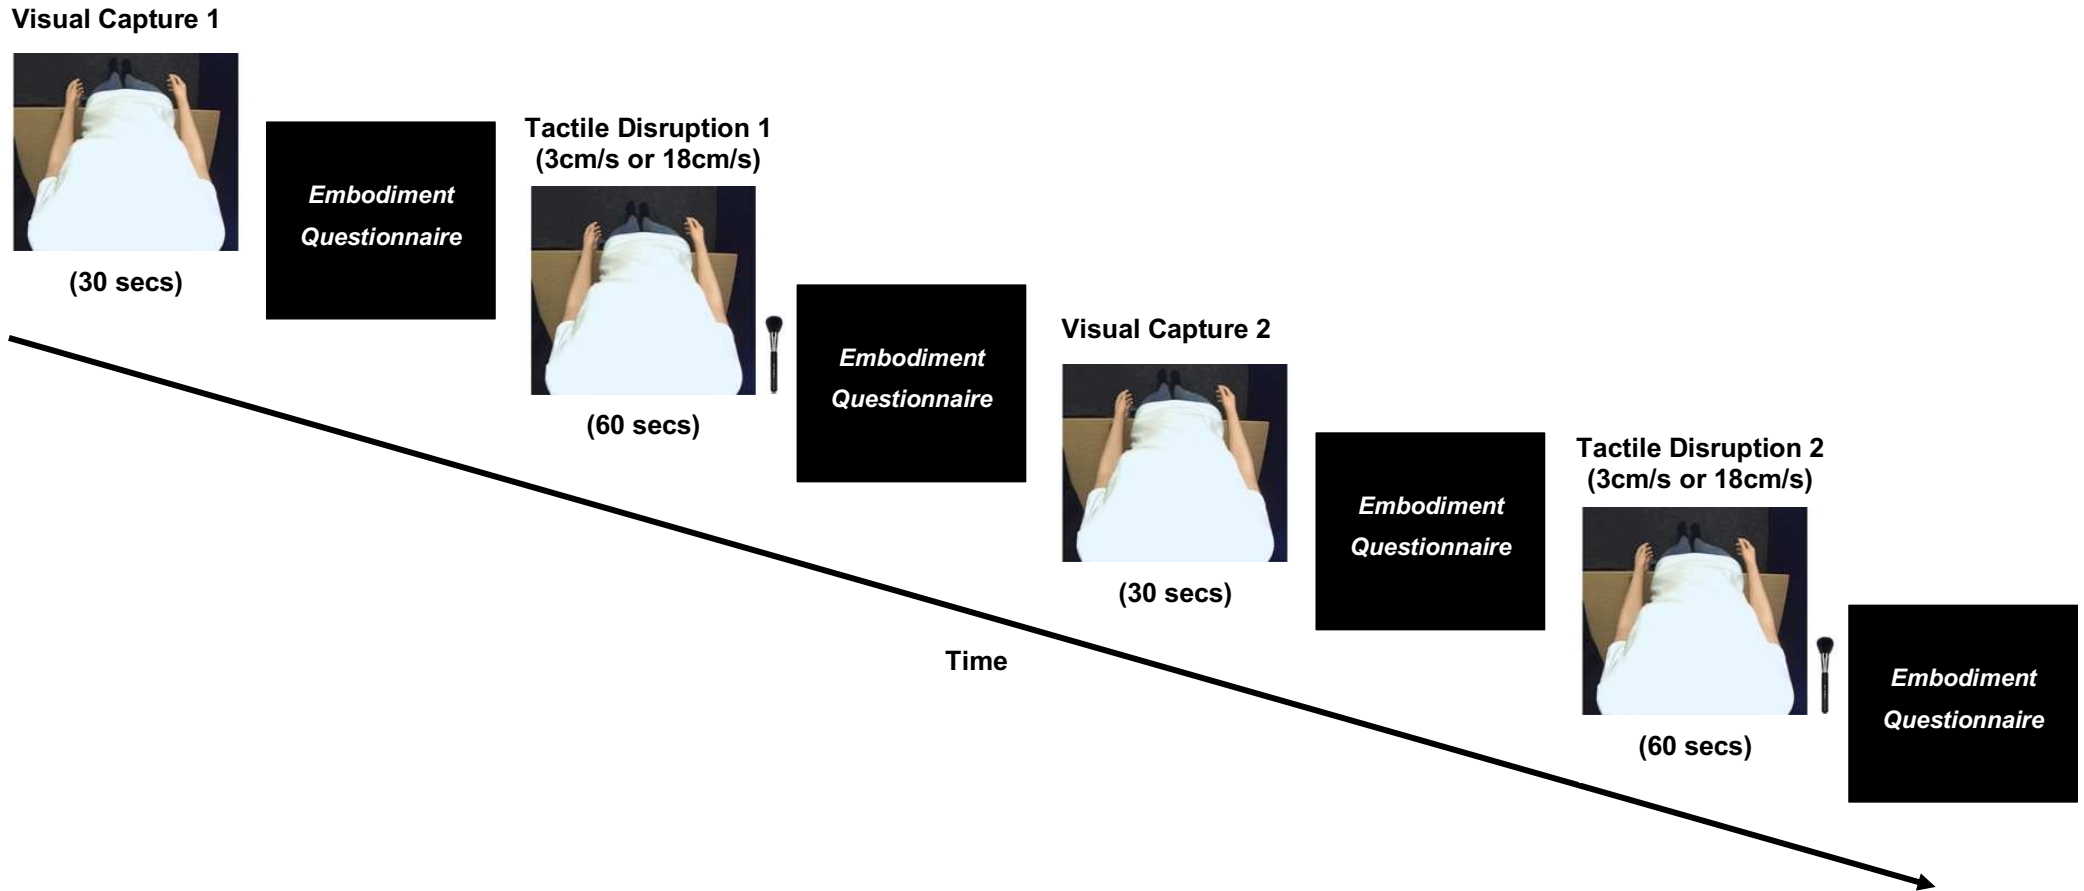 Visual Capture 1
(30 secs)
Embodiment
Questionnaire
Tactile Disruption 1
(3cm/s or 18cm/s)
(60 secs)
Embodiment
Questionnaire
Visual Capture 2
(30 secs)
Embodiment
Questionnaire
Tactile Disruption 2
(3cm/s or 18cm/s)
(60 secs)
Embodiment
Questionnaire
Time